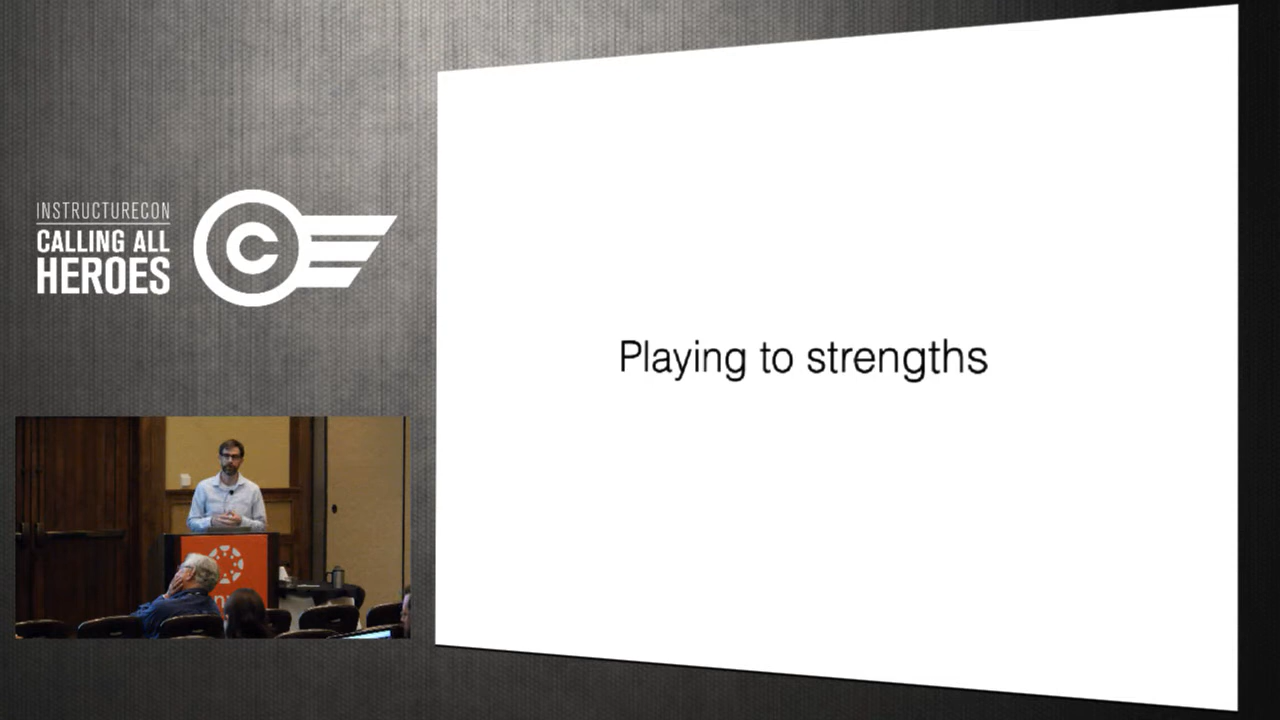 INSTRUCTURECON
CALLING ALL
HEROES
C
Playing to strengths